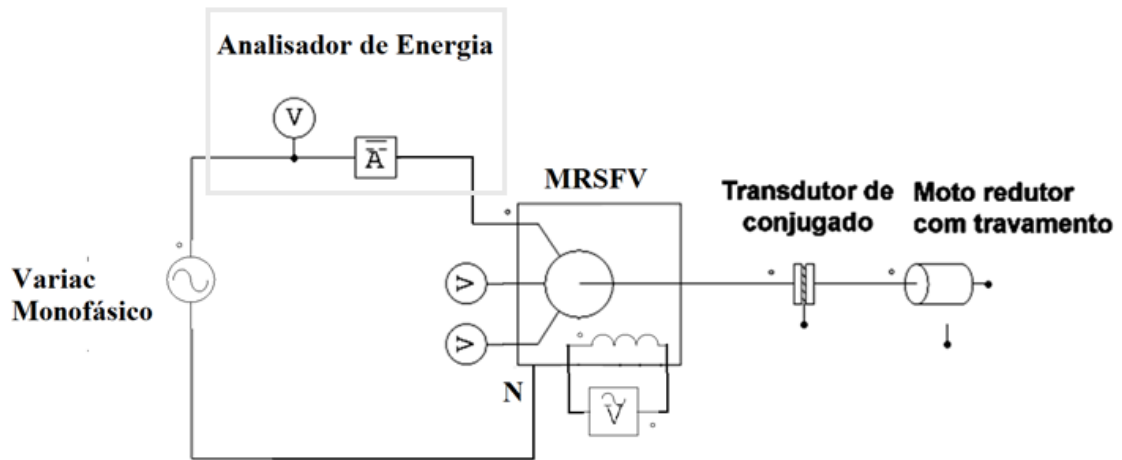 Analisador de Energia
V
A
MRSFV
Transdutor de
conjugado
Moto redutor
com travamento
Variac
Monofásico
V
V
N
V